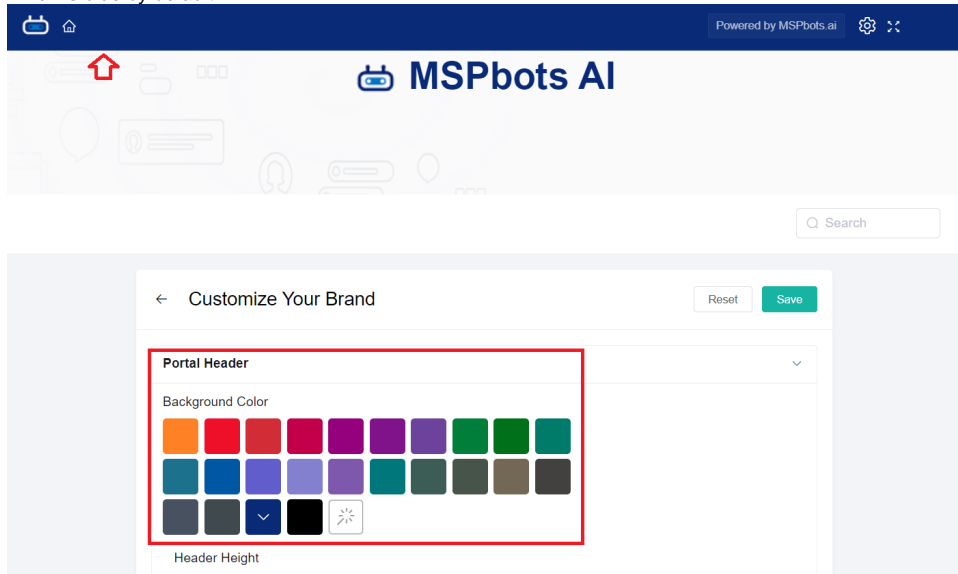 Powered by MSPbots.ai
MSPbots AI
Search
Customize Your Brand
Reset
Save
Portal Header
Background Color
Header Height